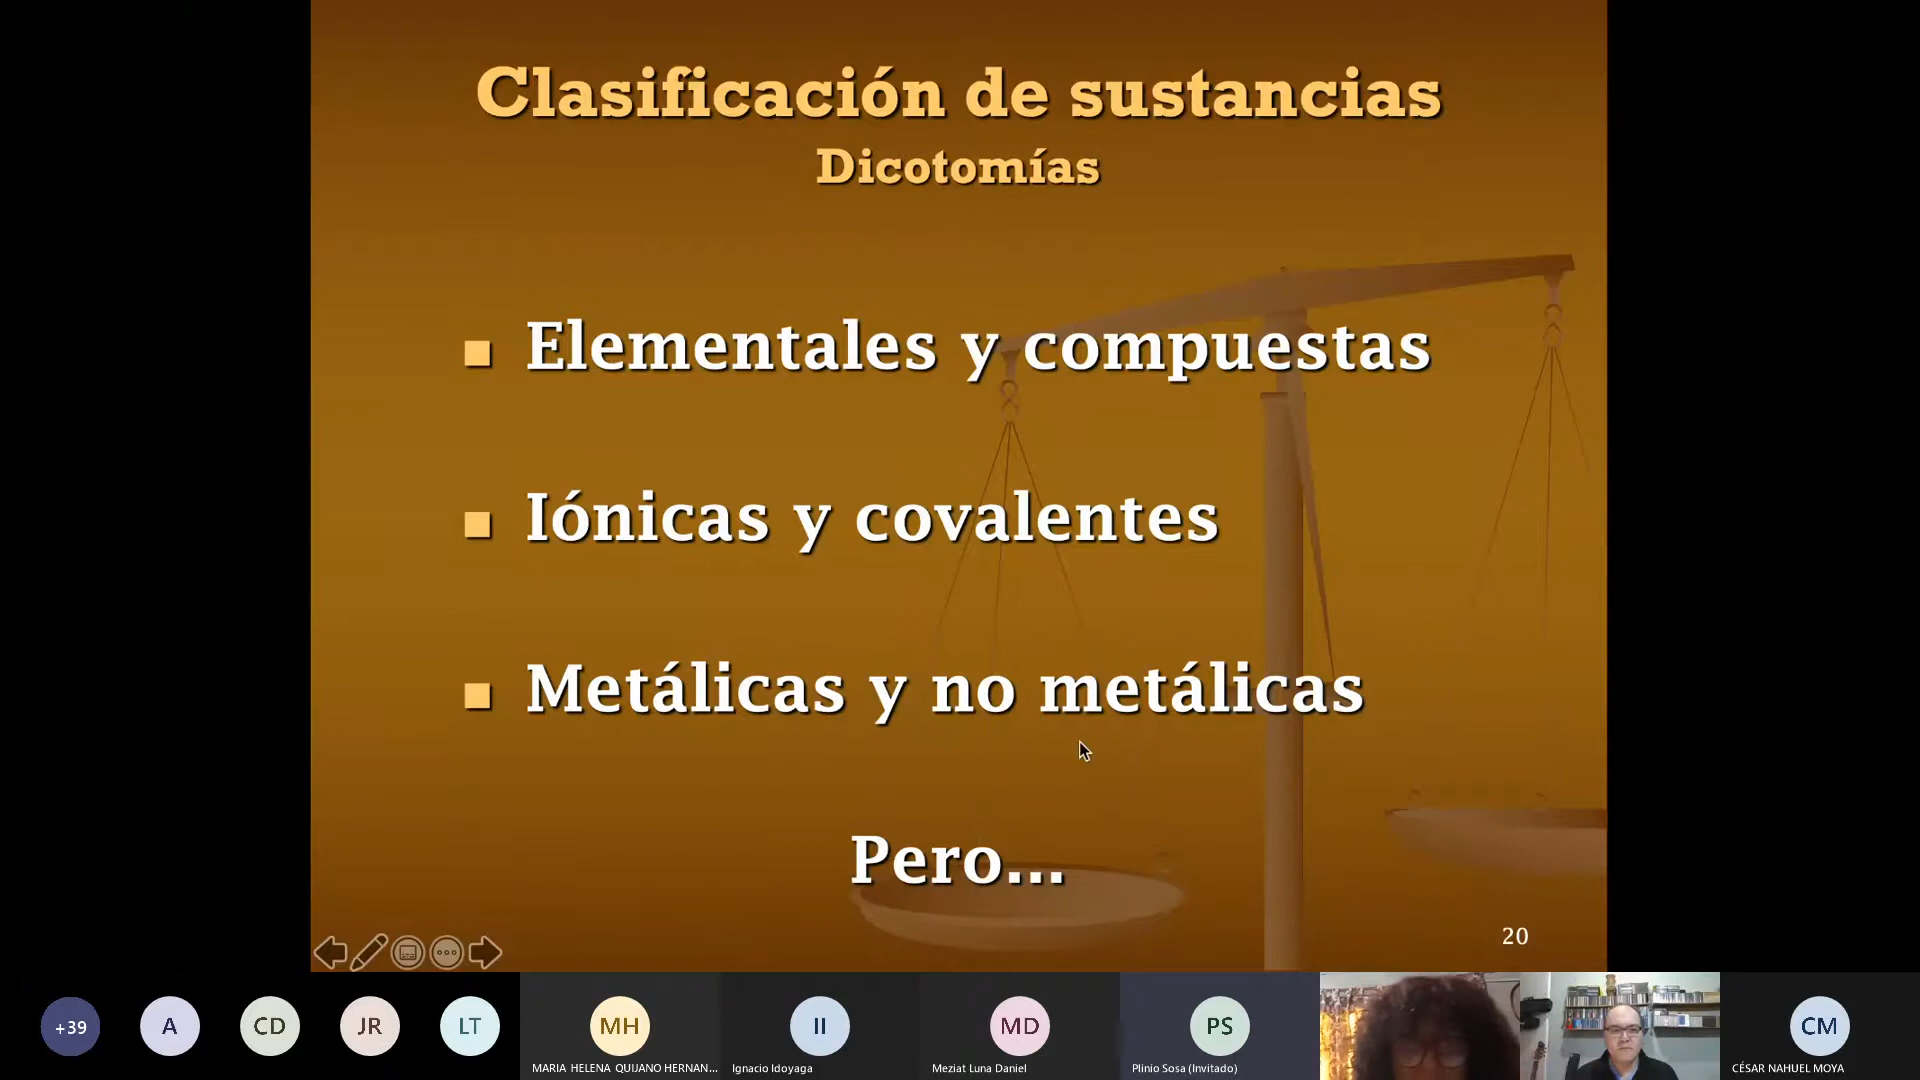 Clasificación de sustancias
Dicotomías
Elementales y compuestas
Iónicas y covalentes
Metálicas y no metálicas
Pero...
20
+39
A
CD
JR
LT
MH
II
MD
PS
CM
MARIA HELENA QUIJANO HERNAN...
Ignacio Idoyaga
Meziat Luna Daniel
Plinio Sosa (Invitado)
CÉSAR NAHUEL MOYA